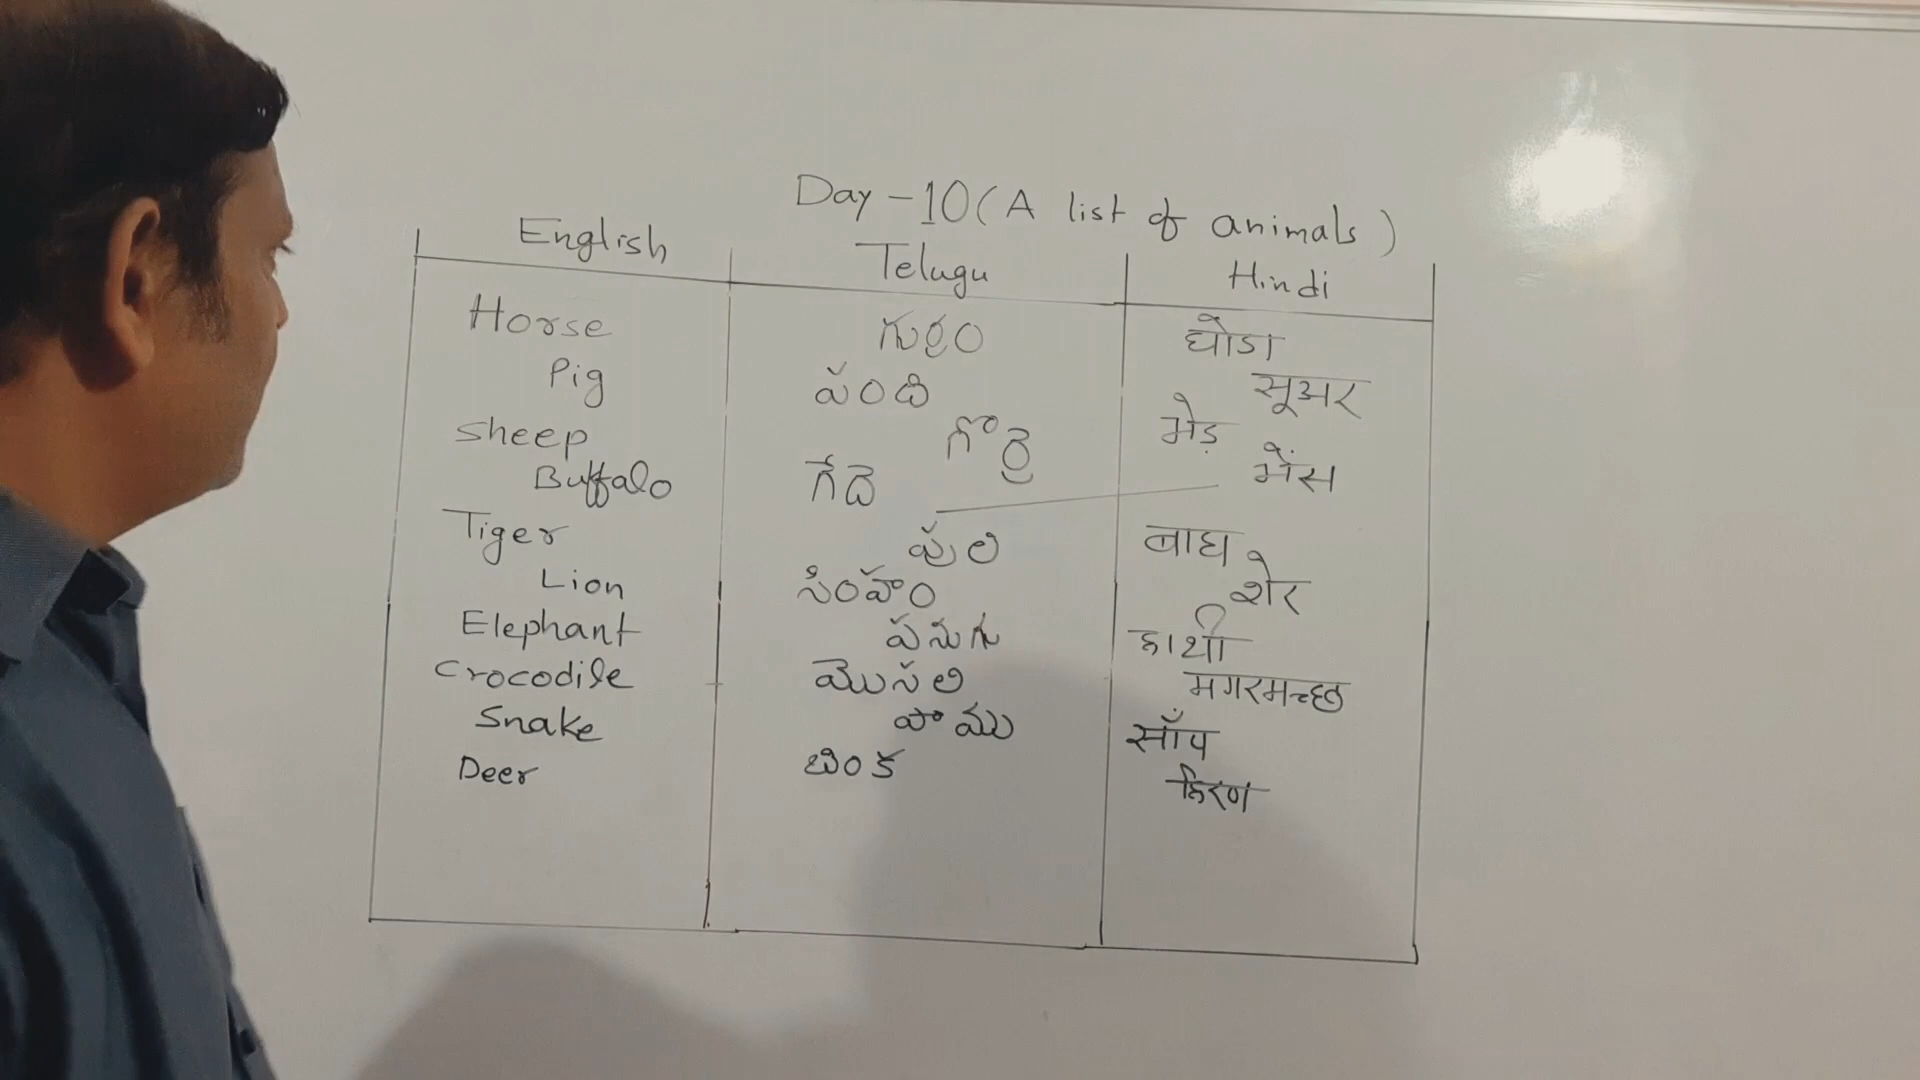 Day - 10 ( A list of animals )
English Telugu Hindi
Horse గుర్రం घोडा
Pig పంది सूअर
Sheep గొర్రె मेड़
Buffalo గేదె भैंस
Tiger పులి बाघ
Lion సింహం शेर
Elephant ఏనుగు हाथी
Crocodile మొసలి मगरमच्छ
Snake పాము साँप
Deer జింక हिरण